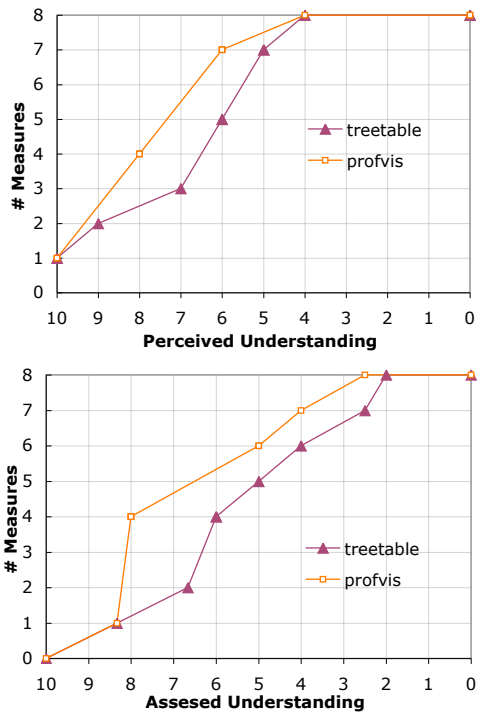 8
7
6
5
4
3
2
1
0
# Measures
treetable
profvis
10 9 8 7 6 5 4 3 2 1 0
Perceived Understanding
8
7
6
5
4
3
2
1
0
# Measures
treetable
profvis
10 9 8 7 6 5 4 3 2 1 0
Assesed Understanding